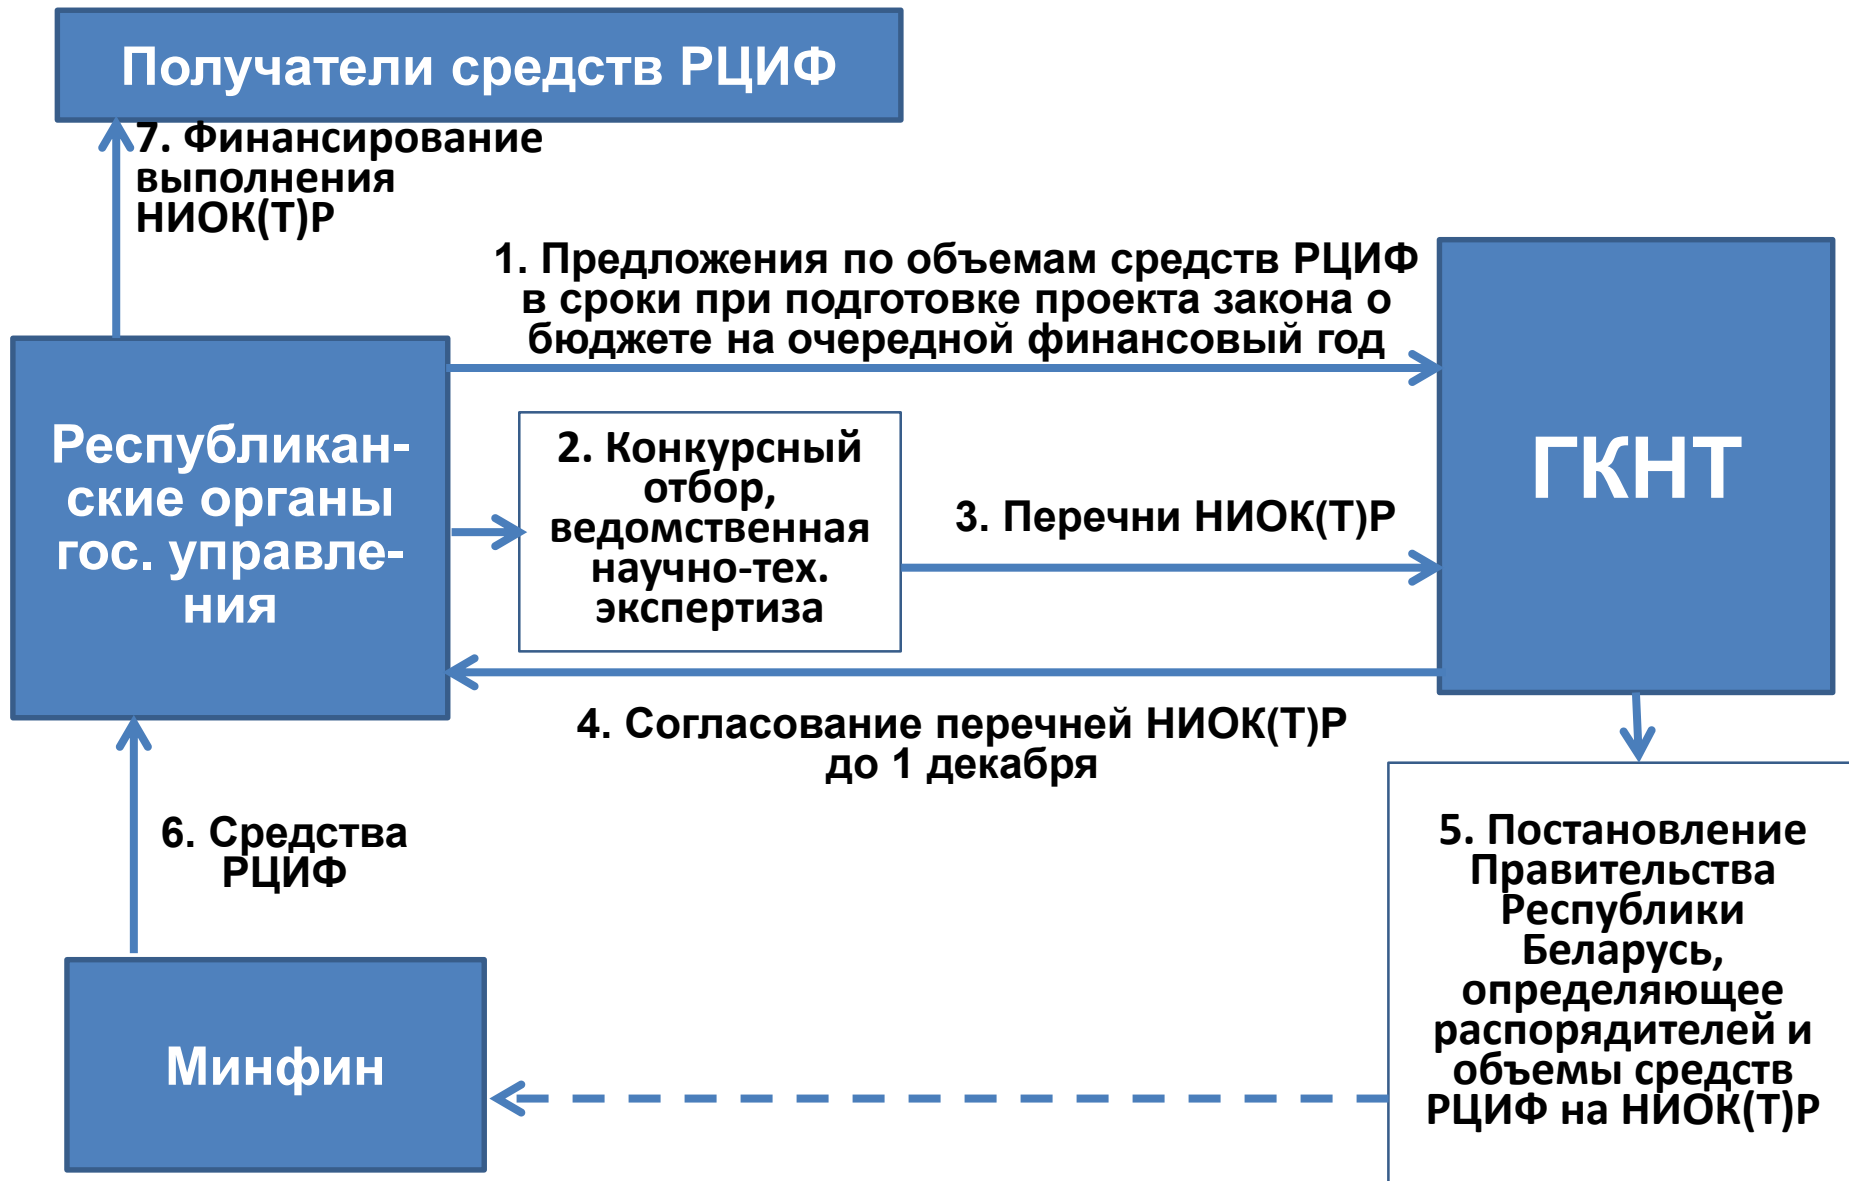 Получатели средств РЦИФ
7. Финансирование
выполнения
НИОК(Т)Р
1. Предложения по объемам средств РЦИФ
в сроки при подготовке проекта закона о
бюджете на очередной финансовый год
Республикан-
ские органы
гос. управле-
ния
2. Конкурсный
отбор,
ведомственная
научно-тех.
экспертиза
3. Перечни НИОК(Т)Р
ГКНТ
4. Согласование перечней НИОК(Т)Р
до 1 декабря
6. Средства
РЦИФ
5. Постановление
Правительства
Республики
Беларусь,
определяющее
распорядителей и
объемы средств
РЦИФ на НИОК(Т)Р
Минфин